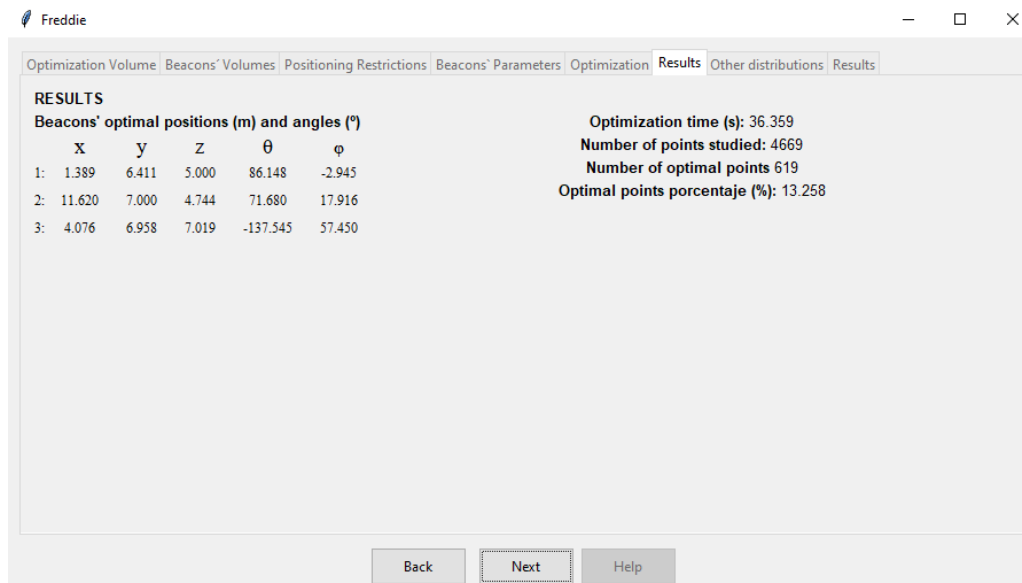 Freddie
Optimization Volume Beacons´ Volumes Positioning Restrictions Beacons` Parameters Optimization Results Other distributions Results
RESULTS
Beacons' optimal positions (m) and angles (º)
x y z θ φ
1: 1.389 6.411 5.000 86.148 -2.945
2: 11.620 7.000 4.744 71.680 17.916
3: 4.076 6.958 7.019 -137.545 57.450
Optimization time (s): 36.359
Number of points studied: 4669
Number of optimal points 619
Optimal points porcentaje (%): 13.258
Back Next Help